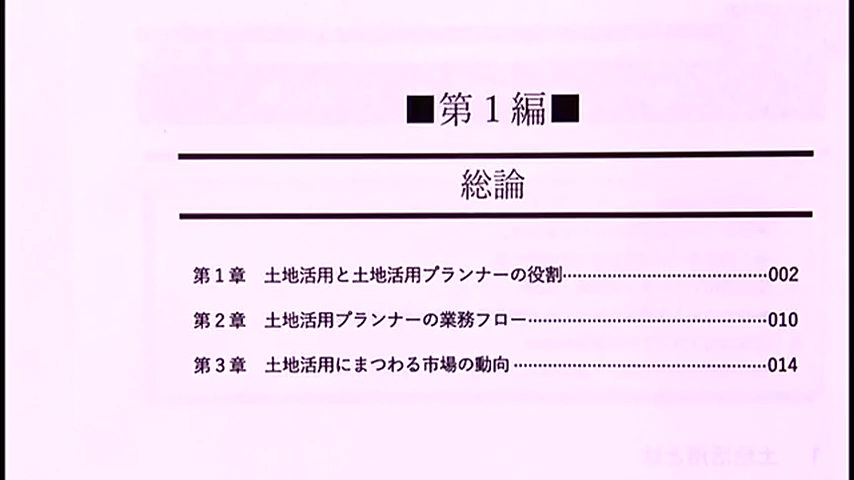 ■第1編■
総論
第1章 土地活用と土地活用プランナーの役割……………………………002
第2章 土地活用プランナーの業務フロー……………………………………010
第3章 土地活用にまつわる市場の動向………………………………………014